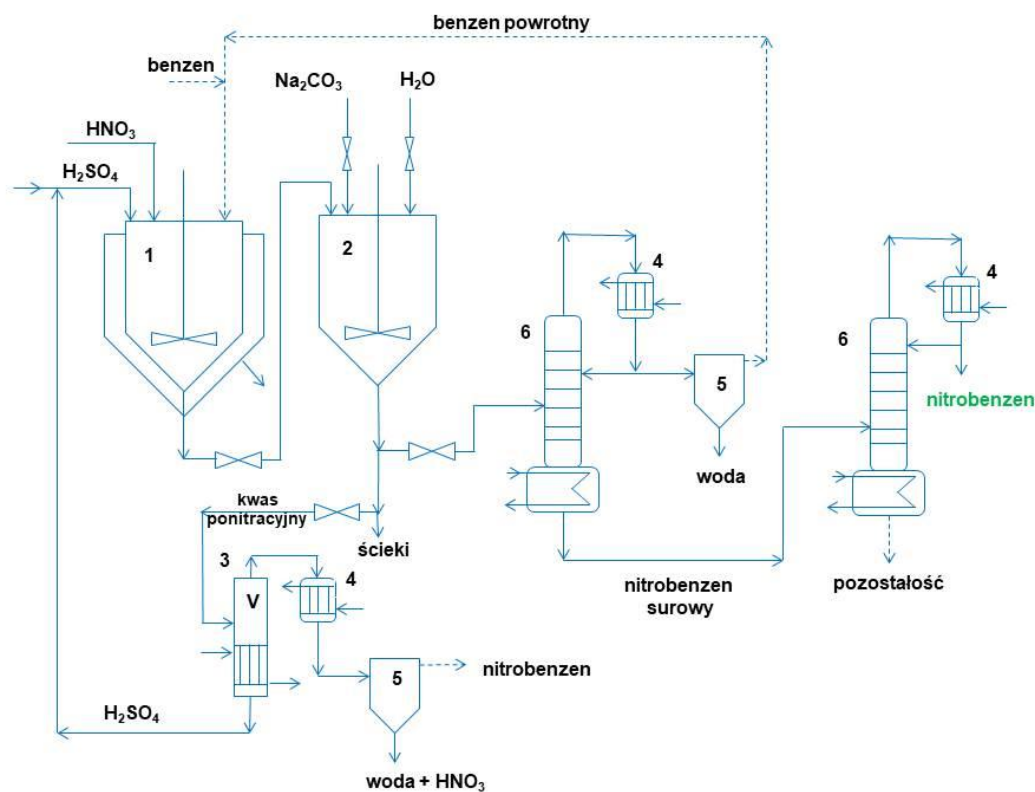 benzen powrotny
benzen
Na₂CO₃
H₂O
HNO₃
H₂SO₄
1
2
4
4
6
6
5
nitrobenzen
woda
kwas
ponitracyjny
ścieki
3
4
V
nitrobenzen
surowy
pozostałość
5
nitrobenzen
H₂SO₄
woda + HNO₃